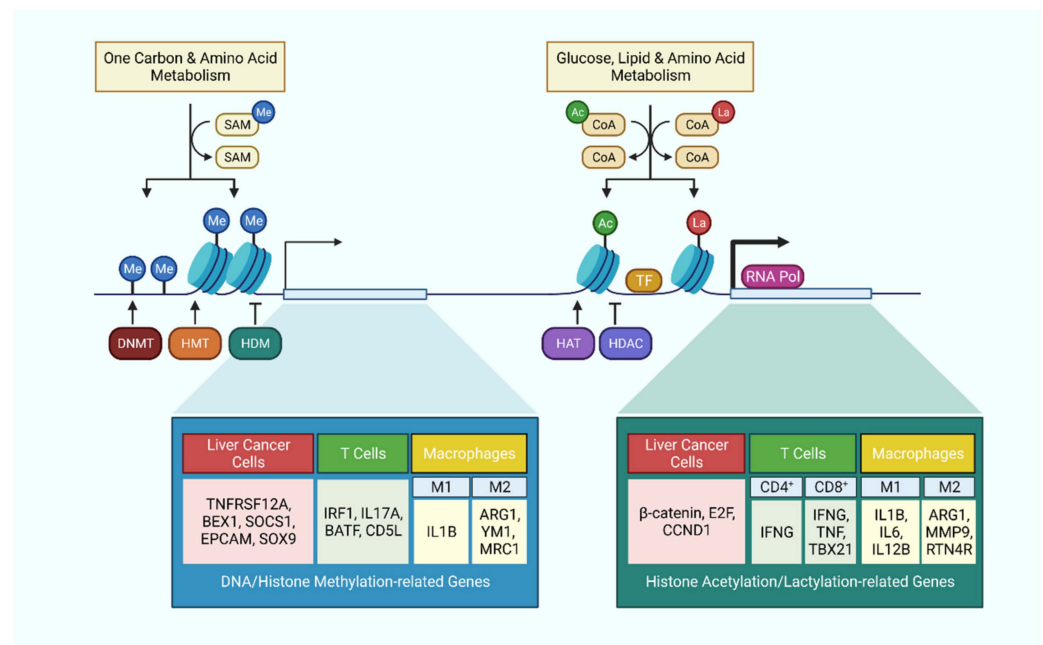 One Carbon & Amino Acid
Metabolism
Me
SAM
SAM
Me
Me
Me
Me
DNMT
HMT
HDM
Glucose, Lipid & Amino Acid
Metabolism
Ac
CoA
La
CoA
CoA
CoA
Ac
La
TF
RNA Pol
HAT
HDAC
Liver Cancer
Cells
T Cells
Macrophages
M1
M2
TNFRSF12A,
BEX1, SOCS1,
EPCAM, SOX9
IRF1, IL17A,
BATF, CD5L
IL1B
ARG1,
YM1,
MRC1
DNA/Histone Methylation-related Genes
Liver Cancer
Cells
T Cells
Macrophages
CD4⁺
CD8⁺
M1
M2
β-catenin, E2F,
CCND1
IFNG
IFNG,
TNF,
TBX21
IL1B,
IL6,
IL12B
ARG1,
MMP9,
RTN4R
Histone Acetylation/Lactylation-related Genes